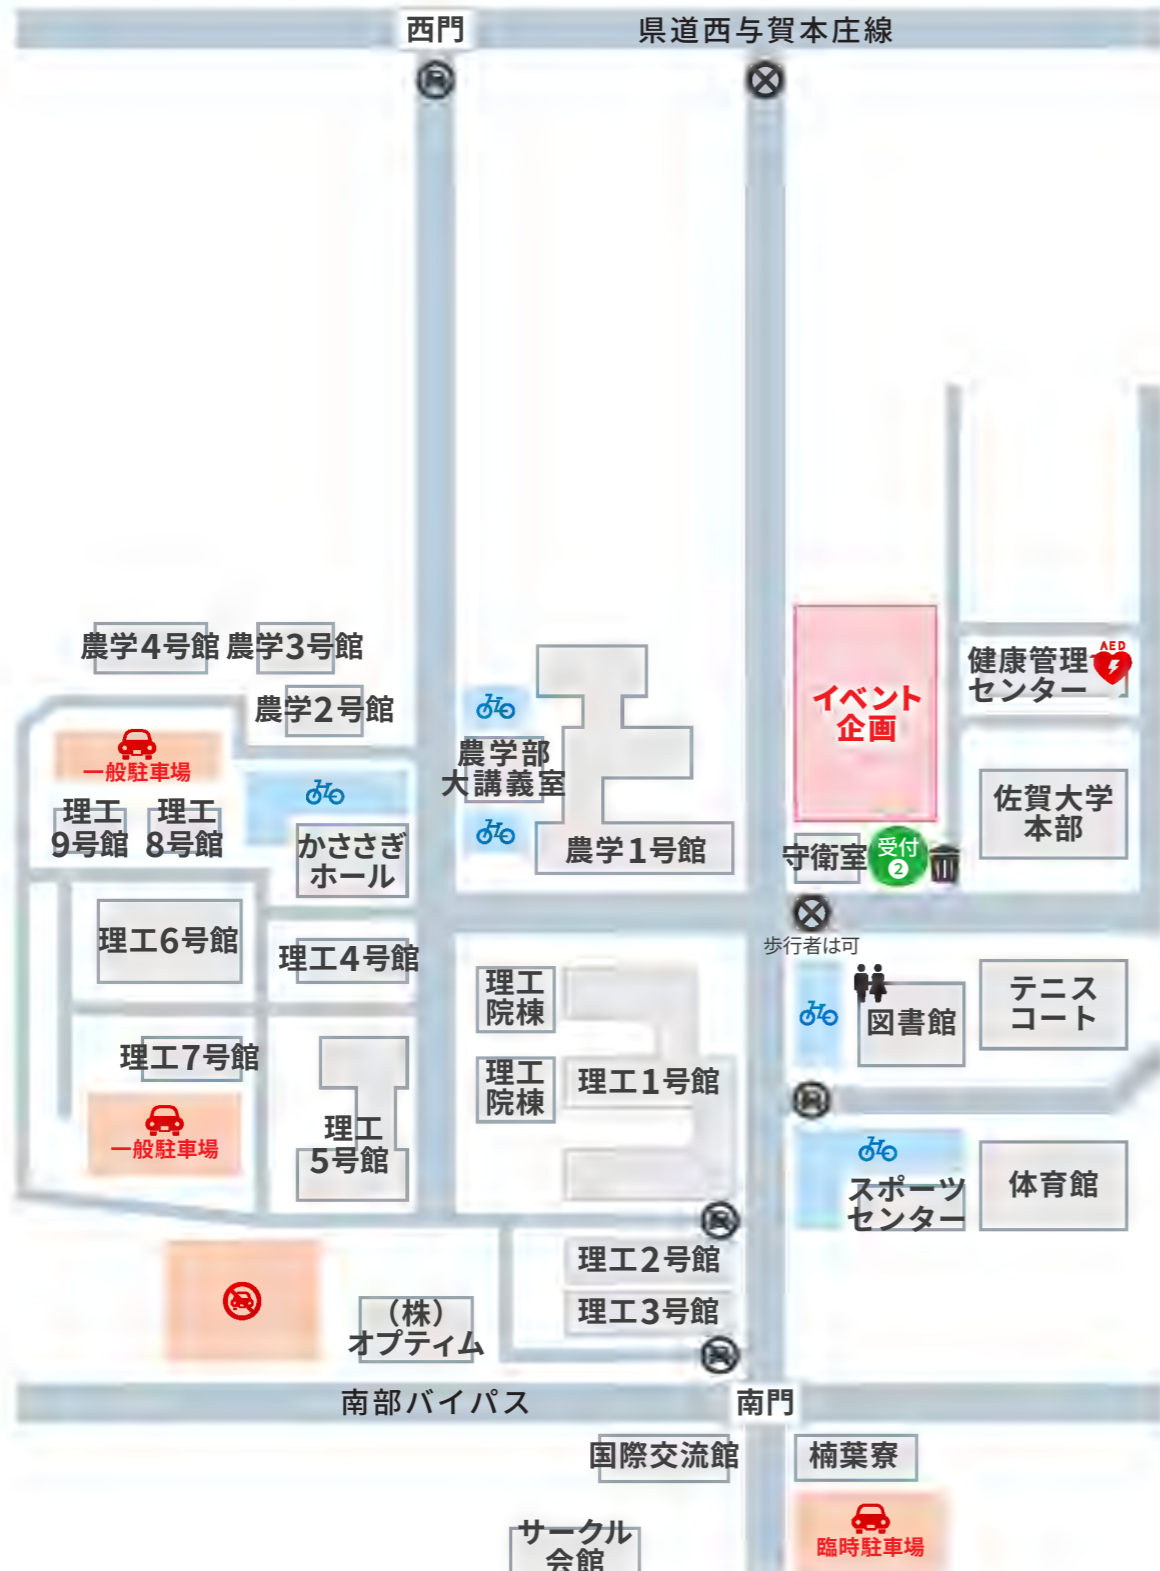 西門
県道西与賀本庄線
農学4号館
農学3号館
農学2号館
一般駐車場
理工
9号館
理工
8号館
かささぎ
ホール
農学部
大講義室
農学1号館
イベント
企画
健康管理
センター
AED
佐賀大学
本部
守衛室
受付
2
歩行者は可
理工6号館
理工4号館
理工
院棟
図書館
テニス
コート
理工7号館
理工
院棟
理工1号館
一般駐車場
理工
5号館
スポーツ
センター
体育館
理工2号館
理工3号館
（株）
オプティム
南部バイパス
南門
国際交流館
楠葉寮
サークル
会館
臨時駐車場